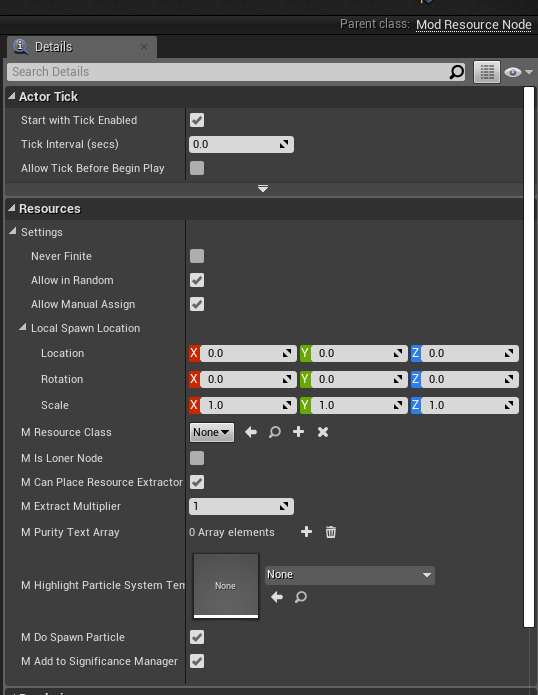 Parent class: Mod Resource Node
Details
Search Details
Actor Tick
Start with Tick Enabled
Tick Interval (secs) 0.0
Allow Tick Before Begin Play
Resources
Settings
Never Finite
Allow in Random
Allow Manual Assign
Local Spawn Location
Location X 0.0 Y 0.0 Z 0.0
Rotation X 0.0 Y 0.0 Z 0.0
Scale X 1.0 Y 1.0 Z 1.0
M Resource Class None
M Is Loner Node
M Can Place Resource Extractor
M Extract Multiplier 1
M Purity Text Array 0 Array elements
M Highlight Particle System Tem None None
M Do Spawn Particle
M Add to Significance Manager